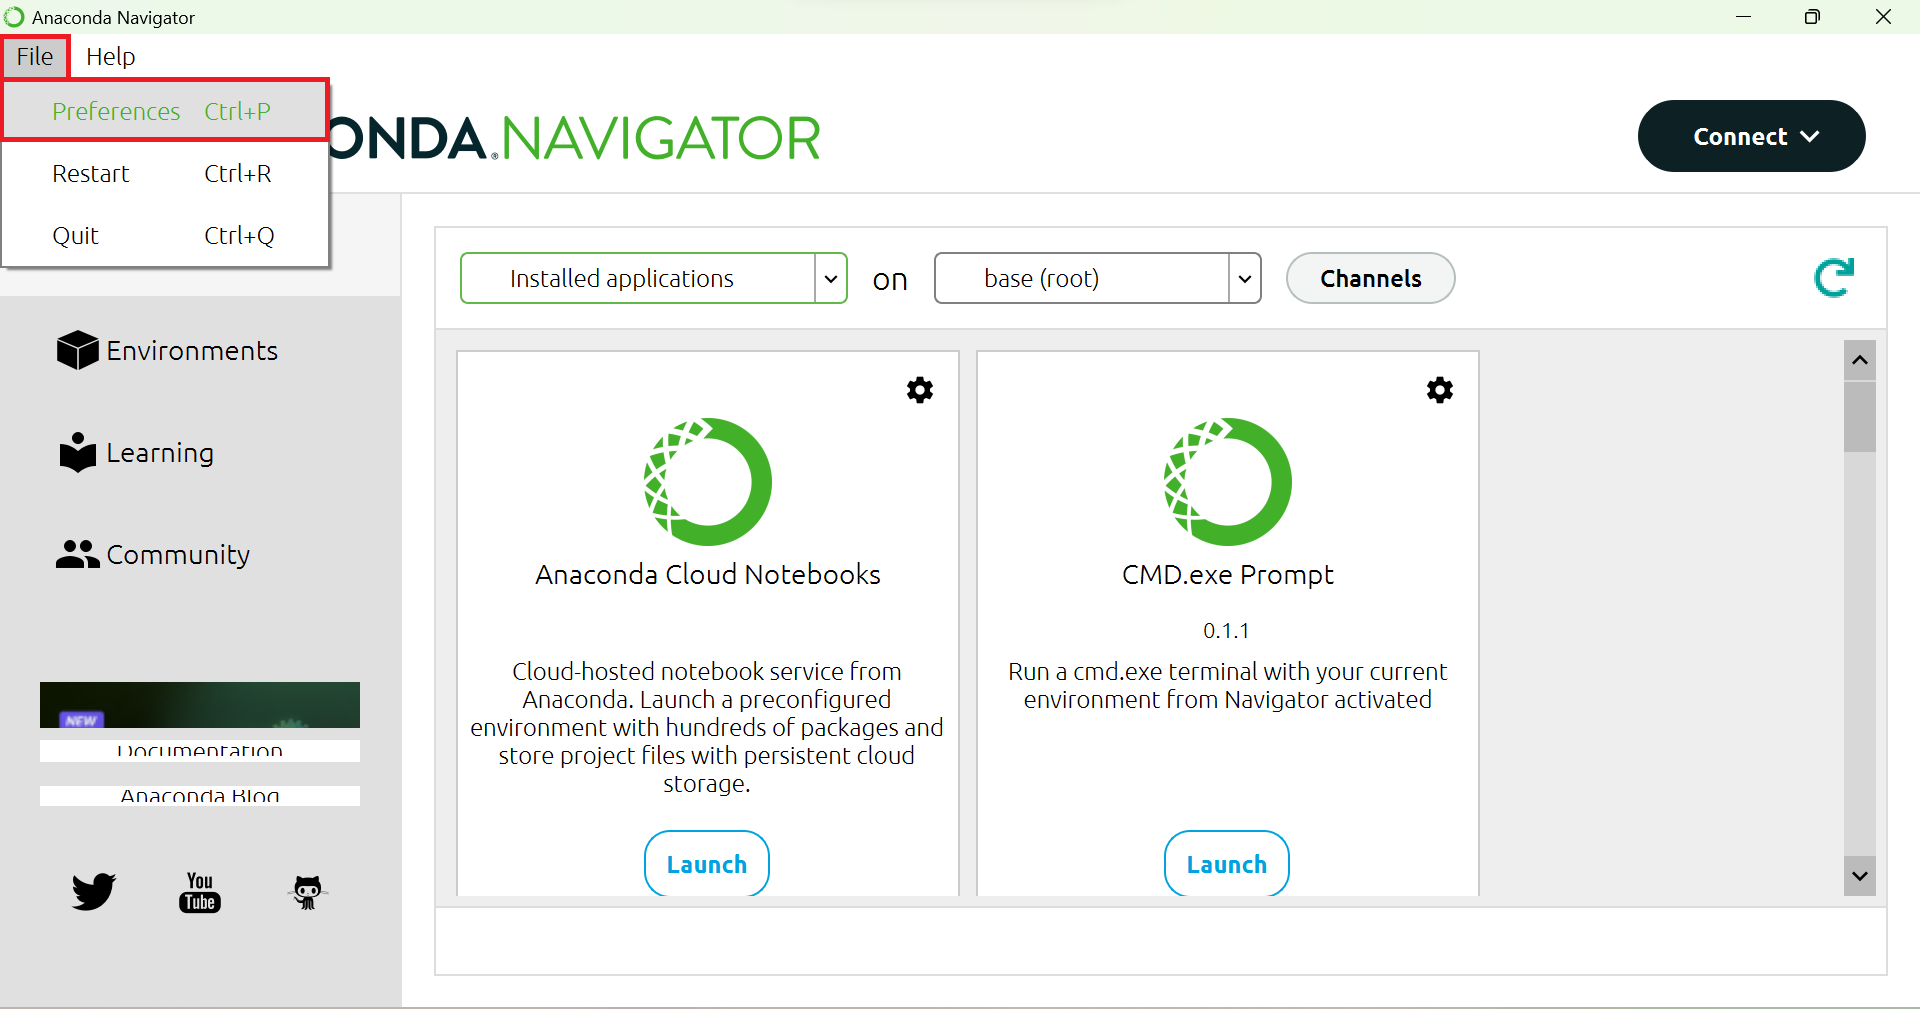 Anaconda Navigator
File Help
Preferences Ctrl+P
ONDA.NAVIGATOR
Connect
Restart Ctrl+R
Quit Ctrl+Q
Installed applications on base (root) Channels
Environments
Learning
Community
NEW
Documentation
Anaconda Blog
You
Tube
Anaconda Cloud Notebooks
Cloud-hosted notebook service from
Anaconda. Launch a preconfigured
environment with hundreds of packages and
store project files with persistent cloud
storage.
Launch
CMD.exe Prompt
0.1.1
Run a cmd.exe terminal with your current
environment from Navigator activated
Launch